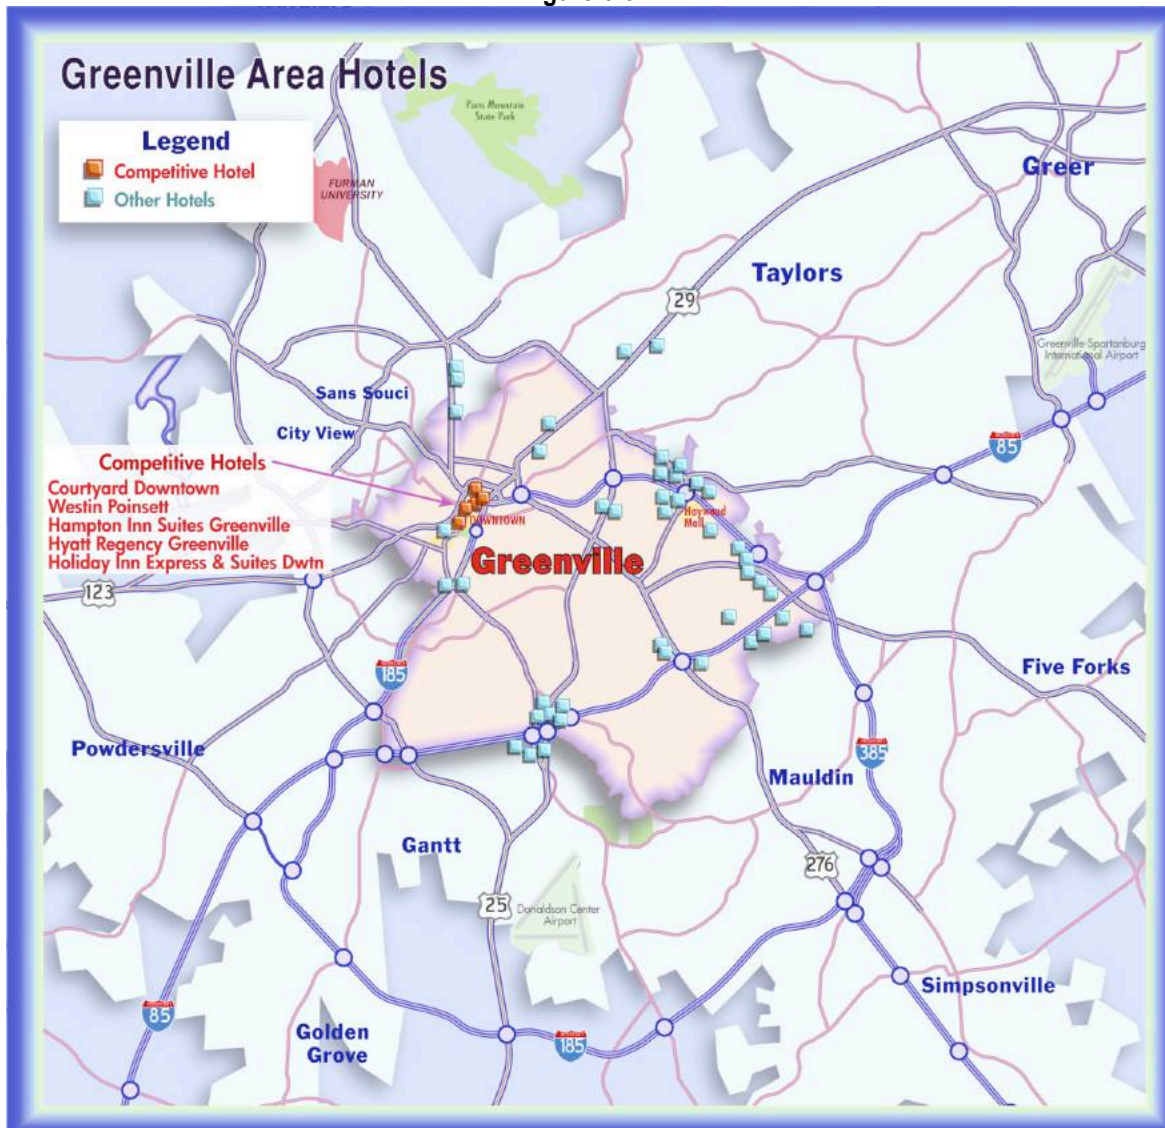 Greenville Area Hotels
Legend
Competitive Hotel
Other Hotels
Paris Mountain
State Park
FURMAN
UNIVERSITY
Greer
Taylors
29
Greenville-Spartanburg
International Airport
Sans Souci
City View
85
Competitive Hotels
Courtyard Downtown
Westin Poinsett
Hampton Inn Suites Greenville
Hyatt Regency Greenville
Holiday Inn Express & Suites Dwtn
DOWNTOWN
Haywood
Mall
Greenville
123
185
Five Forks
Powdersville
385
Mauldin
Gantt
276
25
Donaldson Center
Airport
Simpsonville
85
Golden
Grove
185